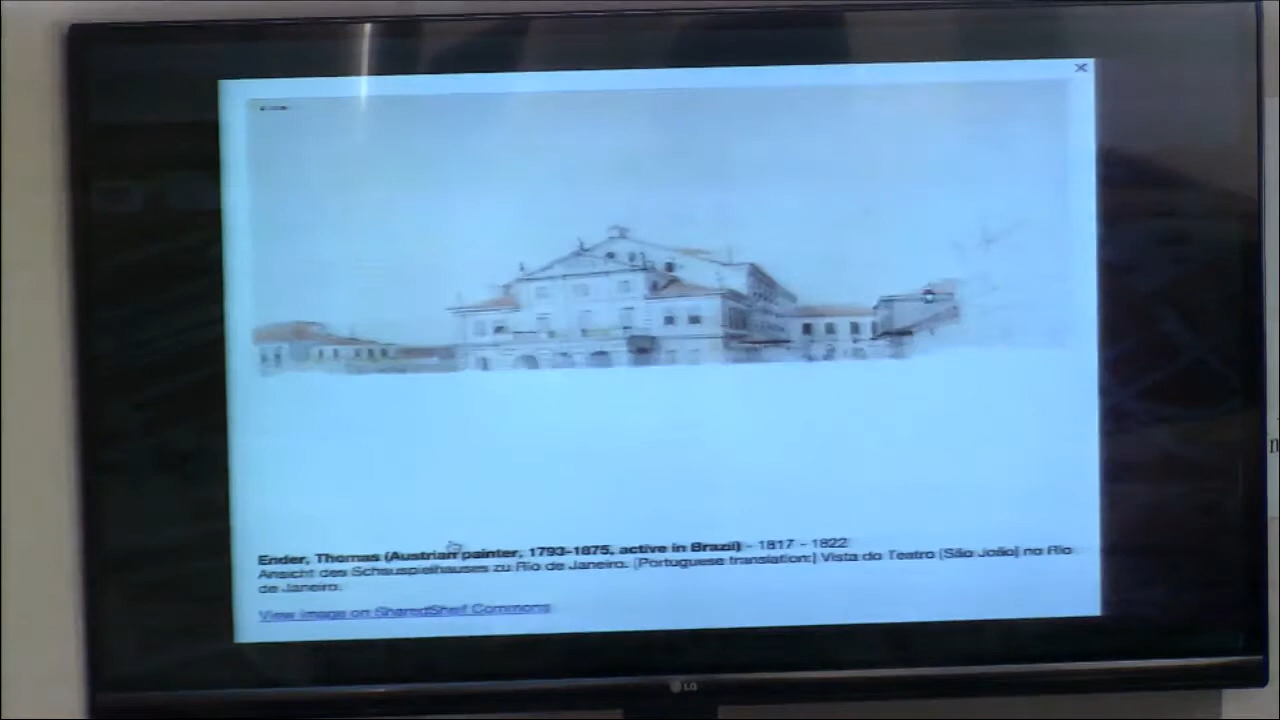 Ender, Thomas (Austrian painter, 1793-1875, active in Brazil) - 1817 - 1822
Ansicht des Schauspielhauses zu Rio de Janeiro. [Portuguese translation:] Vista do Teatro [São João] no Rio
de Janeiro.
View image on SharedShelf Commons
LG